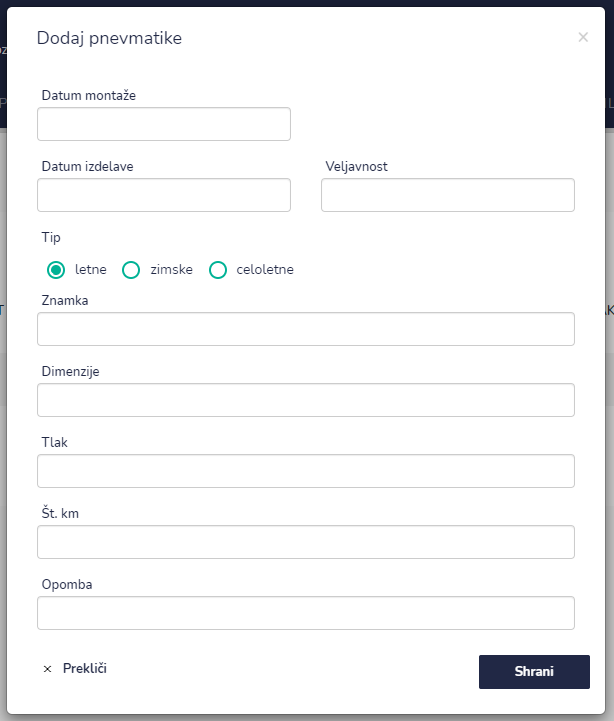 Dodaj pnevmatike
Datum montaže
Datum izdelave
Veljavnost
Tip
letne zimske celoletne
Znamka
Dimenzije
Tlak
Št. km
Opomba
Prekliči
Shrani